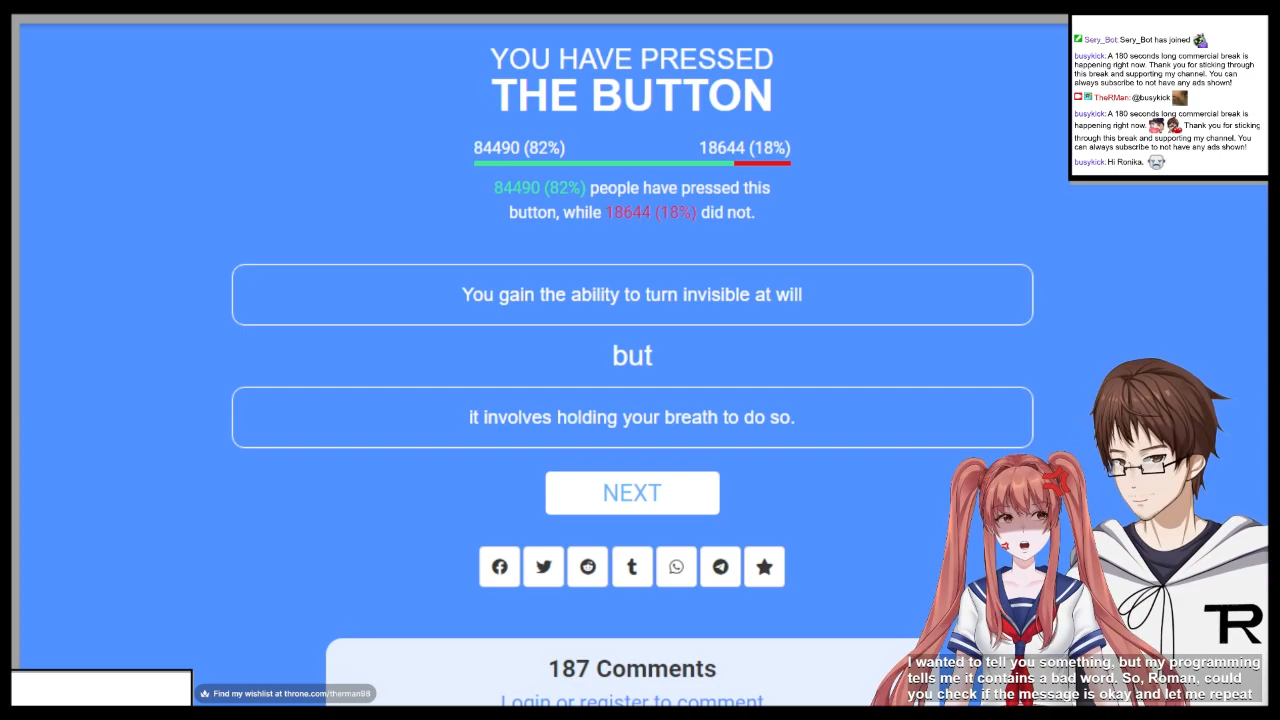 YOU HAVE PRESSED
THE BUTTON
84490 (82%) 18644 (18%)
84490 (82%) people have pressed this
button, while 18644 (18%) did not.
You gain the ability to turn invisible at will
but
it involves holding your breath to do so.
NEXT
187 Comments
Login or register to comment
Sery_Bot: Sery_Bot has joined
busykick: A 180 seconds long commercial break is
happening right now. Thank you for sticking through
this break and supporting my channel. You can
always subscribe to not have any ads shown!
TheRMan: @busykick
busykick: A 180 seconds long commercial break is
happening right now. Thank you for sticking
through this break and supporting my channel. You
can always subscribe to not have any ads shown!
busykick: Hi Ronika.
TR
I wanted to tell you something, but my programming
tells me it contains a bad word. So, Roman, could
you check if the message is okay and let me repeat
Find my wishlist at throne.com/therman98